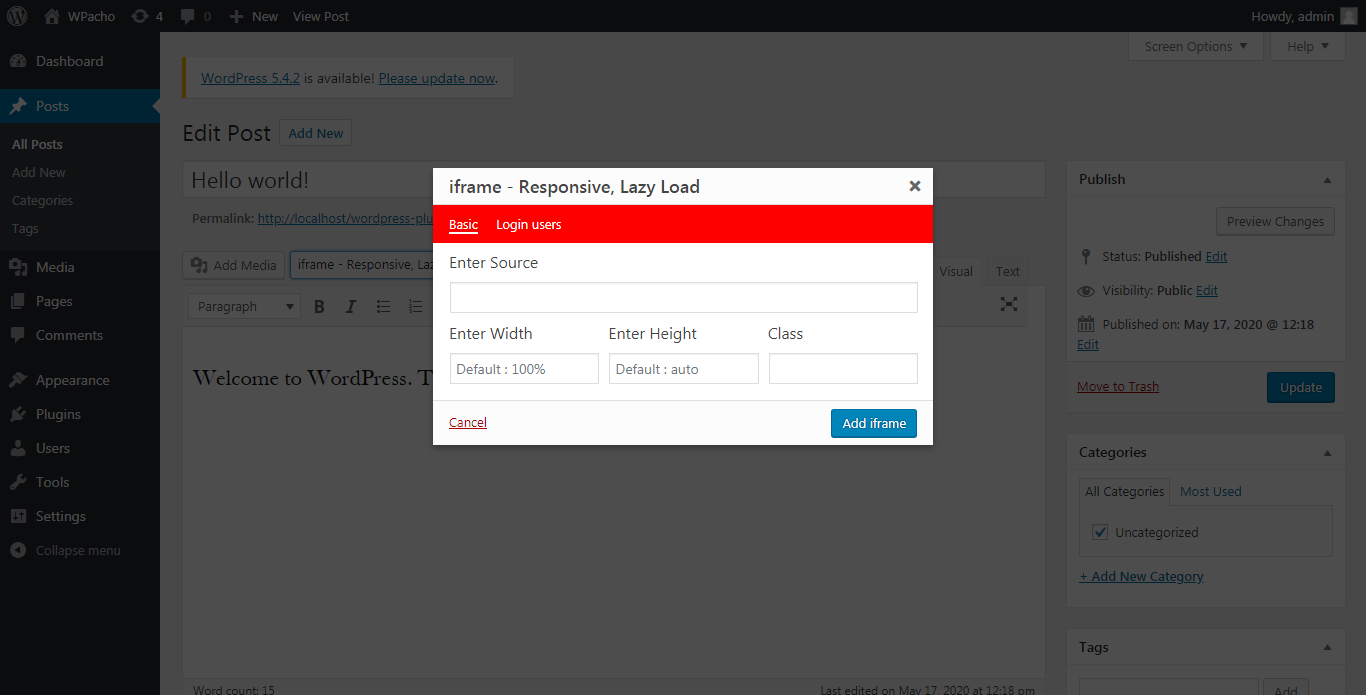 WPacho 4 0 New View Post Howdy, admin
Screen Options Help
Dashboard
Posts
All Posts
Add New
Categories
Tags
Media
Pages
Comments
Appearance
Plugins
Users
Tools
Settings
Collapse menu
WordPress 5.4.2 is available! Please update now.
Edit Post Add New
Hello world!
Permalink: http://localhost/wordpress-plu
Add Media iframe - Responsive, Laz
Visual Text
Paragraph B I
Welcome to WordPress. T
Word count: 15 Last edited on May 17, 2020 at 12:18 pm
iframe - Responsive, Lazy Load
Basic Login users
Enter Source
Enter Width Enter Height Class
Default : 100% Default : auto
Cancel Add iframe
Publish
Preview Changes
Status: Published Edit
Visibility: Public Edit
Published on: May 17, 2020 @ 12:18
Edit
Move to Trash Update
Categories
All Categories Most Used
Uncategorized
+ Add New Category
Tags
Add